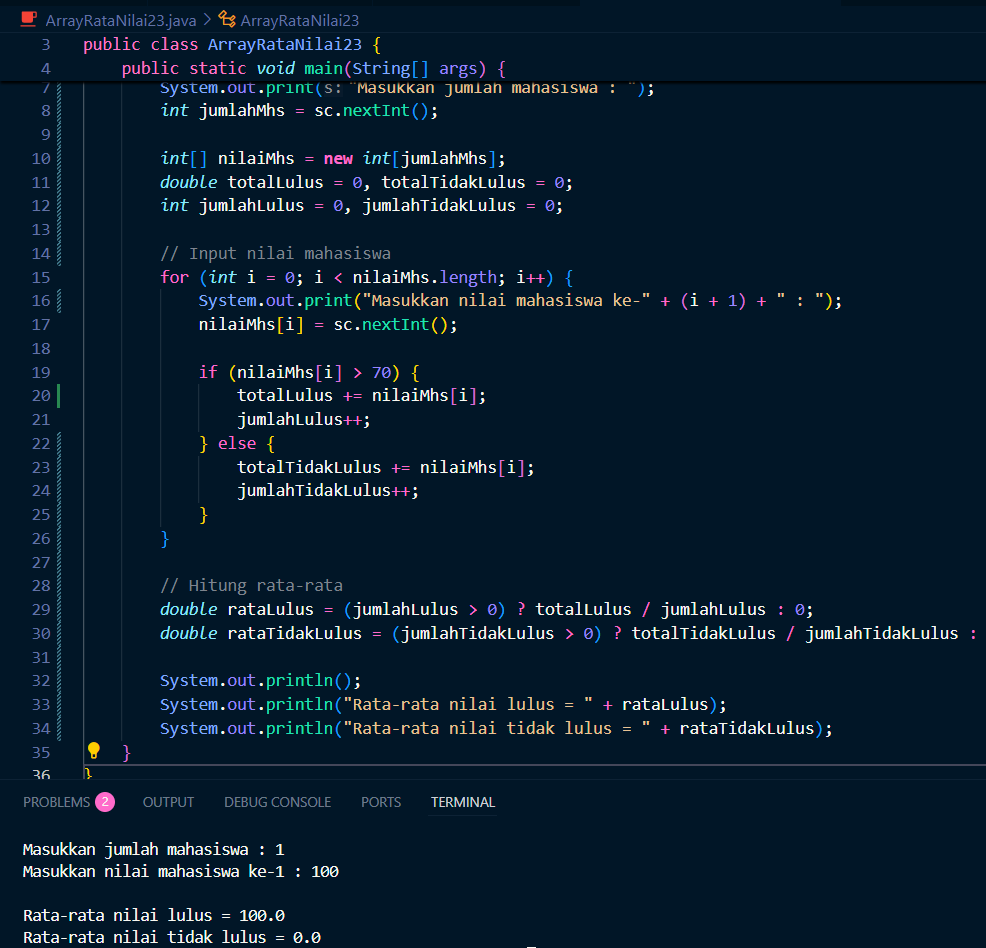 ArrayRataNilai23.java > ArrayRataNilai23
3 public class ArrayRataNilai23 {
4 public static void main(String[] args) {
7 System.out.print(s: "Masukkan jumlah mahasiswa : ");
8 int jumlahMhs = sc.nextInt();
9
10 int[] nilaiMhs = new int[jumlahMhs];
11 double totalLulus = 0, totalTidakLulus = 0;
12 int jumlahLulus = 0, jumlahTidakLulus = 0;
13
14 // Input nilai mahasiswa
15 for (int i = 0; i < nilaiMhs.length; i++) {
16 System.out.print("Masukkan nilai mahasiswa ke-" + (i + 1) + " : ");
17 nilaiMhs[i] = sc.nextInt();
18
19 if (nilaiMhs[i] > 70) {
20 totalLulus += nilaiMhs[i];
21 jumlahLulus++;
22 } else {
23 totalTidakLulus += nilaiMhs[i];
24 jumlahTidakLulus++;
25 }
26 }
27
28 // Hitung rata-rata
29 double rataLulus = (jumlahLulus > 0) ? totalLulus / jumlahLulus : 0;
30 double rataTidakLulus = (jumlahTidakLulus > 0) ? totalTidakLulus / jumlahTidakLulus :
31
32 System.out.println();
33 System.out.println("Rata-rata nilai lulus = " + rataLulus);
34 System.out.println("Rata-rata nilai tidak lulus = " + rataTidakLulus);
35 }
36 }
PROBLEMS 2 OUTPUT DEBUG CONSOLE PORTS TERMINAL
Masukkan jumlah mahasiswa : 1
Masukkan nilai mahasiswa ke-1 : 100
Rata-rata nilai lulus = 100.0
Rata-rata nilai tidak lulus = 0.0